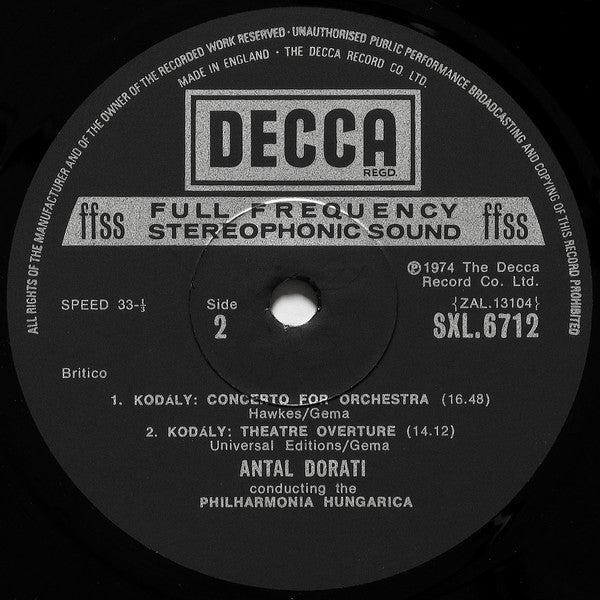 ALL RIGHTS OF THE MANUFACTURER AND OF THE OWNER OF THE RECORDED WORK RESERVED · UNAUTHORISED PUBLIC PERFORMANCE BROADCASTING AND COPYING OF THIS RECORD PROHIBITED
MADE IN ENGLAND · THE DECCA RECORD CO. LTD.
DECCA
REGD.
ffss FULL FREQUENCY ffss
STEREOPHONIC SOUND
℗1974 The Decca
Record Co. Ltd.
SPEED 33-⅓ Side {ZAL.13104}
2 SXL.6712
Britico
1. KODÁLY: CONCERTO FOR ORCHESTRA (16.48)
Hawkes/Gema
2. KODÁLY: THEATRE OVERTURE (14.12)
Universal Editions/Gema
ANTAL DORATI
conducting the
PHILHARMONIA HUNGARICA